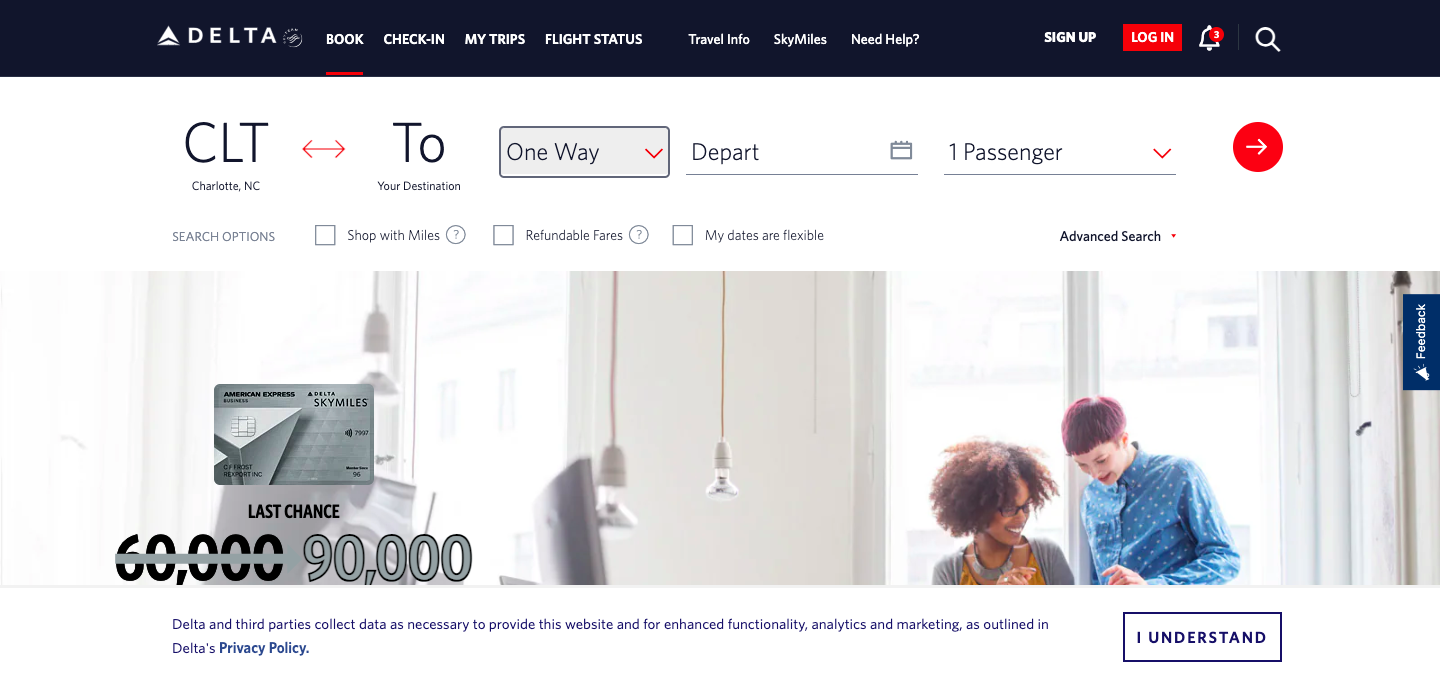 DELTA
BOOK
CHECK-IN
MY TRIPS
FLIGHT STATUS
Travel Info
SkyMiles
Need Help?
SIGN UP
LOG IN
3
CLT
Charlotte, NC
To
Your Destination
One Way
Depart
1 Passenger
SEARCH OPTIONS
Shop with Miles ?
Refundable Fares ?
My dates are flexible
Advanced Search
Feedback
AMERICAN EXPRESS
BUSINESS
DELTA
SKYMILES
7997
C F FROST
REXPORT INC
Member Since
96
LAST CHANCE
60,000 90,000
Delta and third parties collect data as necessary to provide this website and for enhanced functionality, analytics and marketing, as outlined in
Delta's Privacy Policy.
I UNDERSTAND